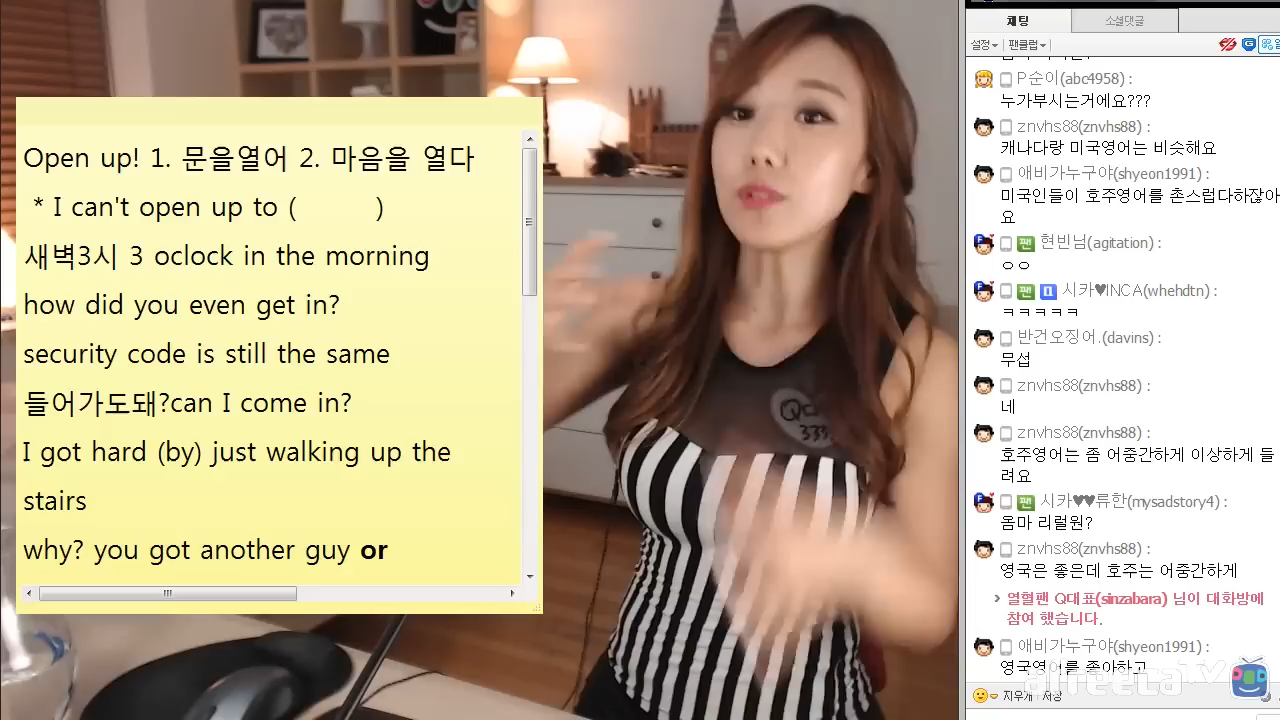 Open up! 1. 문을열어 2. 마음을 열다
* I can't open up to (          )
새벽3시 3 oclock in the morning
how did you even get in?
security code is still the same
들어가도돼?can I come in?
I got hard (by) just walking up the
stairs
why? you got another guy or
채팅
소셜댓글
설정
팬클럽
P순이(abc4958) :
누가부시는거에요???
znvhs88(znvhs88) :
캐나다랑 미국영어는 비슷해요
애비가누구야(shyeon1991) :
미국인들이 호주영어를 촌스럽다하잖아
요
팬 현빈님(agitation) :
ㅇㅇ
팬 시카♥INCA(whehdtn) :
ㅋㅋㅋㅋㅋ
반건오징어.(davins) :
무섭
znvhs88(znvhs88) :
네
znvhs88(znvhs88) :
호주영어는 좀 어중간하게 이상하게 들
려요
팬 시카♥♥류한(mysadstory4) :
옴마 리럴원?
znvhs88(znvhs88) :
영국은 좋은데 호주는 어중간하게
열혈팬 Q대표(sinzabara) 님이 대화방에
참여 했습니다.
애비가누구야(shyeon1991) :
영국영어를 좋아하고
afreecaTV
지우개
저장